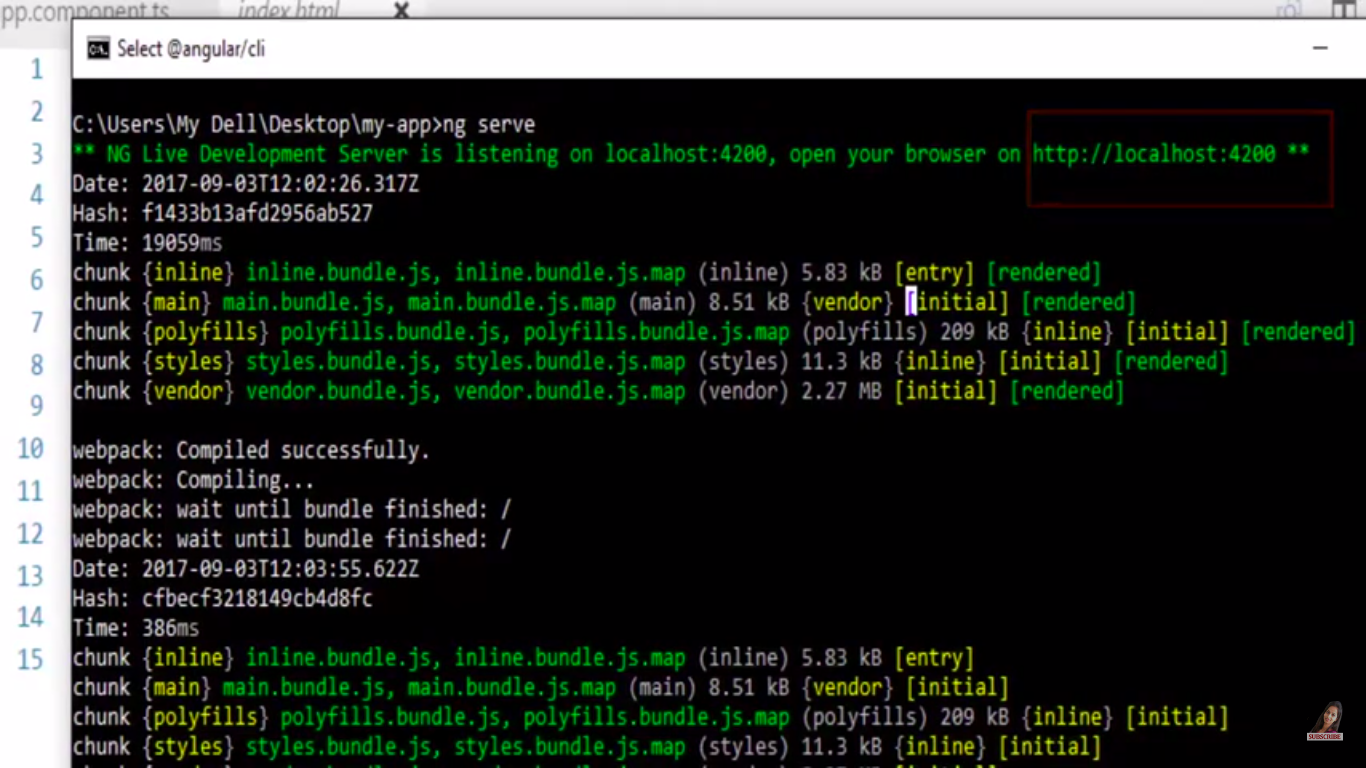 pp.component.ts index.html
Select @angular/cli
1
2
3
4
5
6
7
8
9
10
11
12
13
14
15
C:\Users\My Dell\Desktop\my-app>ng serve
** NG Live Development Server is listening on localhost:4200, open your browser on http://localhost:4200 **
Date: 2017-09-03T12:02:26.317Z
Hash: f1433b13afd2956ab527
Time: 19059ms
chunk {inline} inline.bundle.js, inline.bundle.js.map (inline) 5.83 kB [entry] [rendered]
chunk {main} main.bundle.js, main.bundle.js.map (main) 8.51 kB {vendor} [initial] [rendered]
chunk {polyfills} polyfills.bundle.js, polyfills.bundle.js.map (polyfills) 209 kB {inline} [initial] [rendered]
chunk {styles} styles.bundle.js, styles.bundle.js.map (styles) 11.3 kB {inline} [initial] [rendered]
chunk {vendor} vendor.bundle.js, vendor.bundle.js.map (vendor) 2.27 MB [initial] [rendered]
webpack: Compiled successfully.
webpack: Compiling...
webpack: wait until bundle finished: /
webpack: wait until bundle finished: /
Date: 2017-09-03T12:03:55.622Z
Hash: cfbecf3218149cb4d8fc
Time: 386ms
chunk {inline} inline.bundle.js, inline.bundle.js.map (inline) 5.83 kB [entry]
chunk {main} main.bundle.js, main.bundle.js.map (main) 8.51 kB {vendor} [initial]
chunk {polyfills} polyfills.bundle.js, polyfills.bundle.js.map (polyfills) 209 kB {inline} [initial]
chunk {styles} styles.bundle.js, styles.bundle.js.map (styles) 11.3 kB {inline} [initial]
SUBSCRIBE